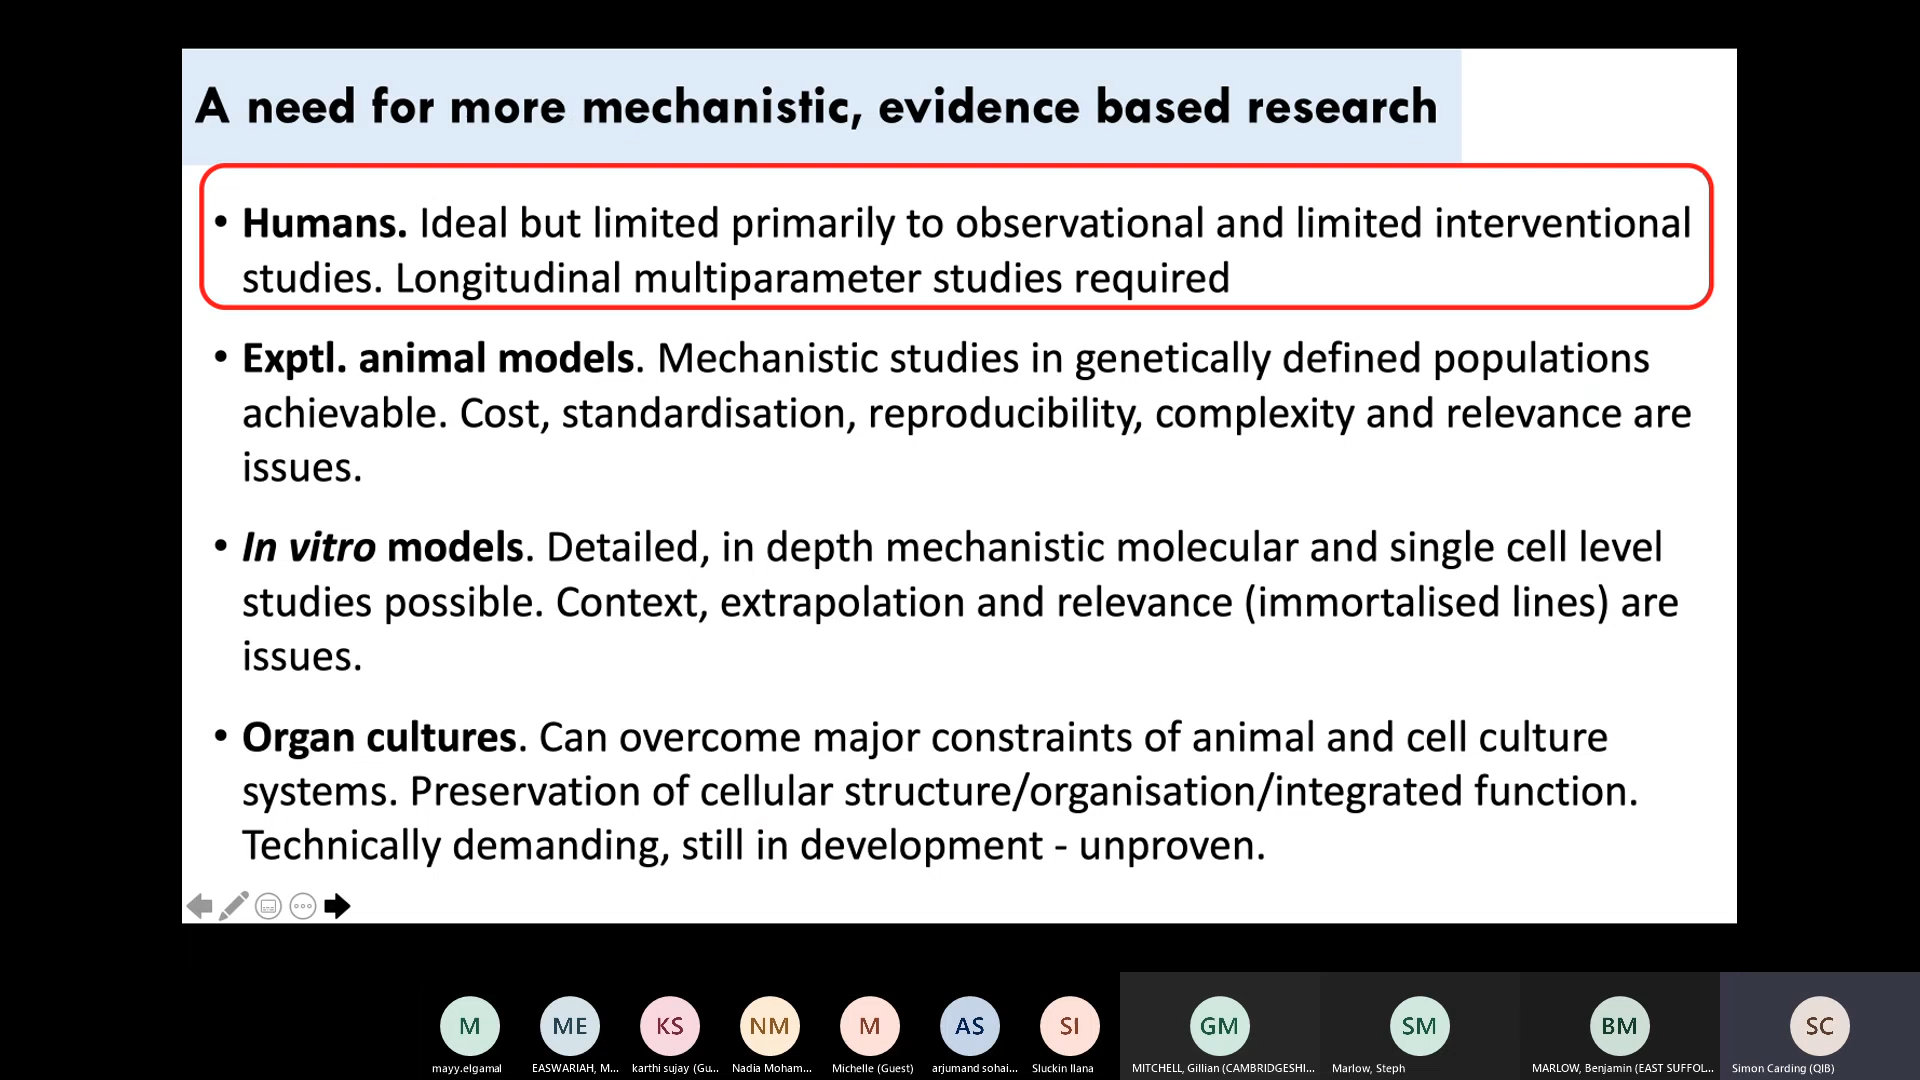 A need for more mechanistic, evidence based research
• Humans. Ideal but limited primarily to observational and limited interventional
studies. Longitudinal multiparameter studies required
• Exptl. animal models. Mechanistic studies in genetically defined populations
achievable. Cost, standardisation, reproducibility, complexity and relevance are
issues.
• In vitro models. Detailed, in depth mechanistic molecular and single cell level
studies possible. Context, extrapolation and relevance (immortalised lines) are
issues.
• Organ cultures. Can overcome major constraints of animal and cell culture
systems. Preservation of cellular structure/organisation/integrated function.
Technically demanding, still in development - unproven.
M ME KS NM M AS SI GM SM BM SC
mayy.elgamal EASWARIAH, M... karthi sujay (Gu... Nadia Moham... Michelle (Guest) arjumand sohai... Sluckin Ilana MITCHELL, Gillian (CAMBRIDGESHI... Marlow, Steph MARLOW, Benjamin (EAST SUFFOL... Simon Carding (QIB)